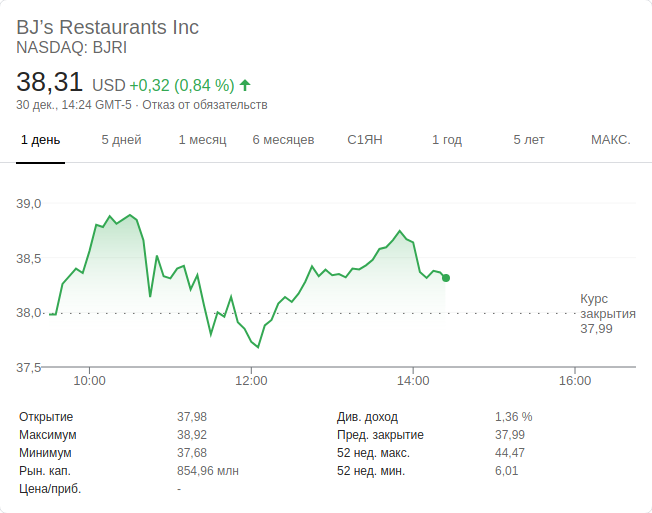 BJ’s Restaurants Inc
NASDAQ: BJRI
38,31 USD +0,32 (0,84 %)
30 дек., 14:24 GMT-5 · Отказ от обязательств
1 день 5 дней 1 месяц 6 месяцев С1ЯН 1 год 5 лет МАКС.
39,0
38,5
38,0
37,5
Курс
закрытия
37,99
10:00 12:00 14:00 16:00
Открытие 37,98 Див. доход 1,36 %
Максимум 38,92 Пред. закрытие 37,99
Минимум 37,68 52 нед. макс. 44,47
Рын. кап. 854,96 млн 52 нед. мин. 6,01
Цена/приб. -